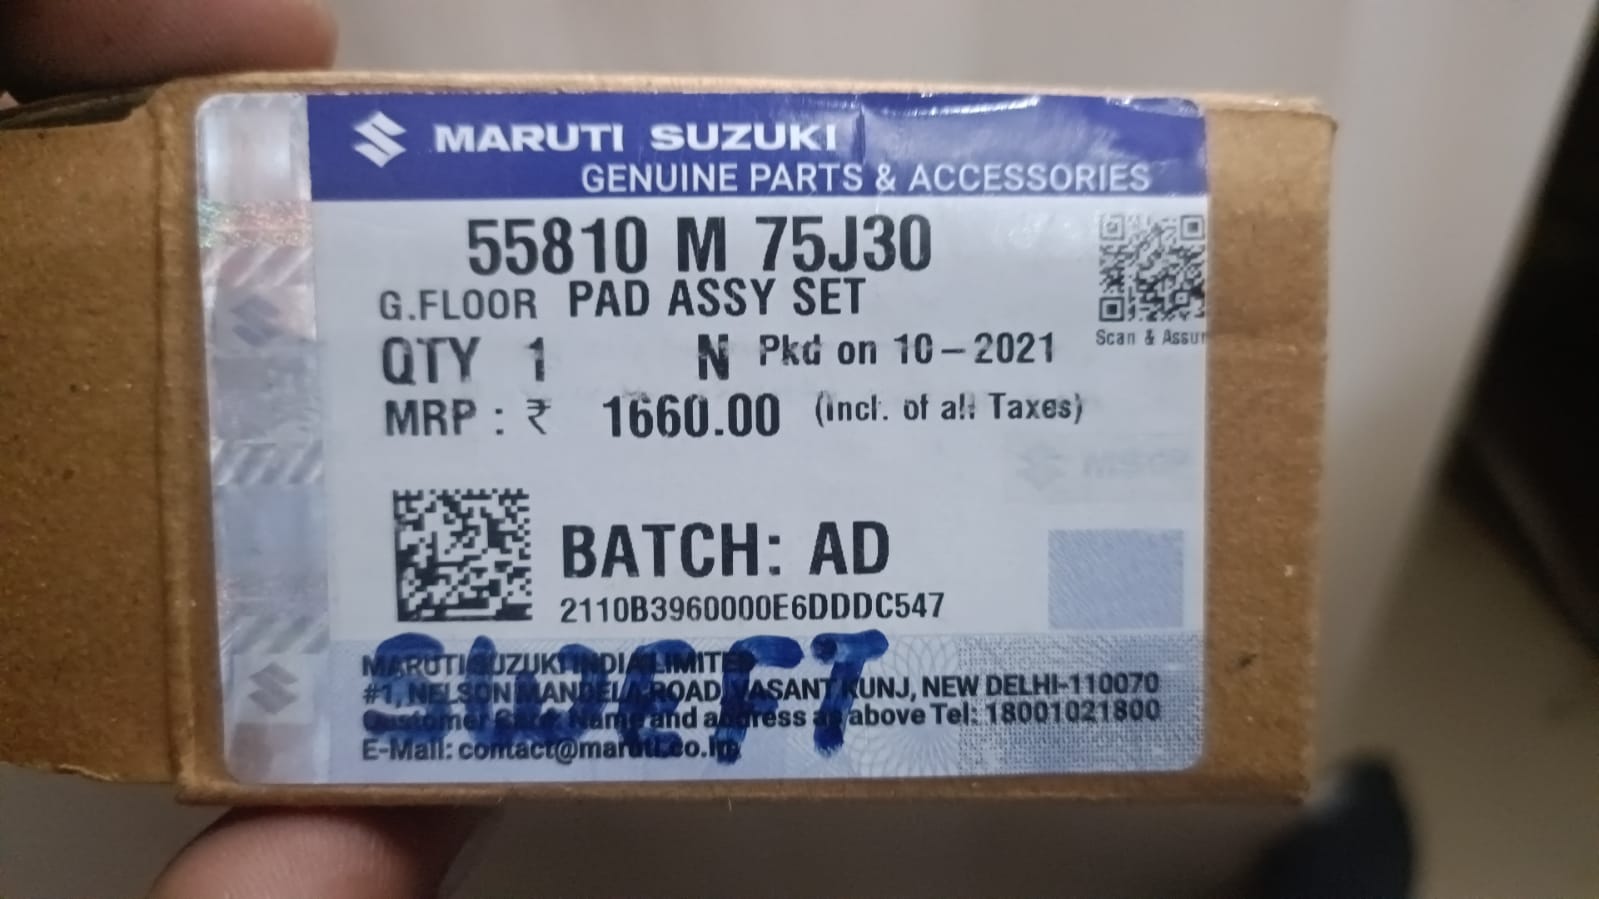 MARUTI SUZUKI
GENUINE PARTS & ACCESSORIES
55810 M 75J30
G.FLOOR PAD ASSY SET
QTY 1 N Pkd on 10-2021
MRP : ₹ 1660.00 (incl. of all Taxes)
Scan & Assur
MSGP
BATCH: AD
2110B3960000E6DDDC547
SWIFT
MARUTI SUZUKI INDIA LIMITED
#1, NELSON MANDELA ROAD, VASANT KUNJ, NEW DELHI-110070
Customer Care: Name and address as above Tel: 18001021800
E-Mail: contact@maruti.co.in